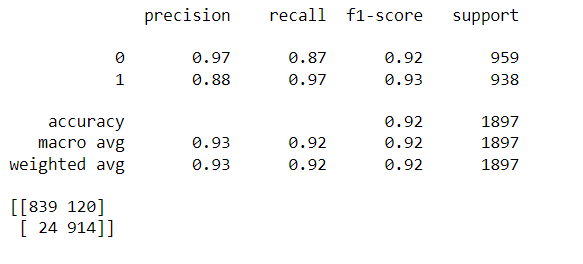 precision recall f1-score support
0 0.97 0.87 0.92 959
1 0.88 0.97 0.93 938
accuracy 0.92 1897
macro avg 0.93 0.92 0.92 1897
weighted avg 0.93 0.92 0.92 1897
[[839 120]
[ 24 914]]